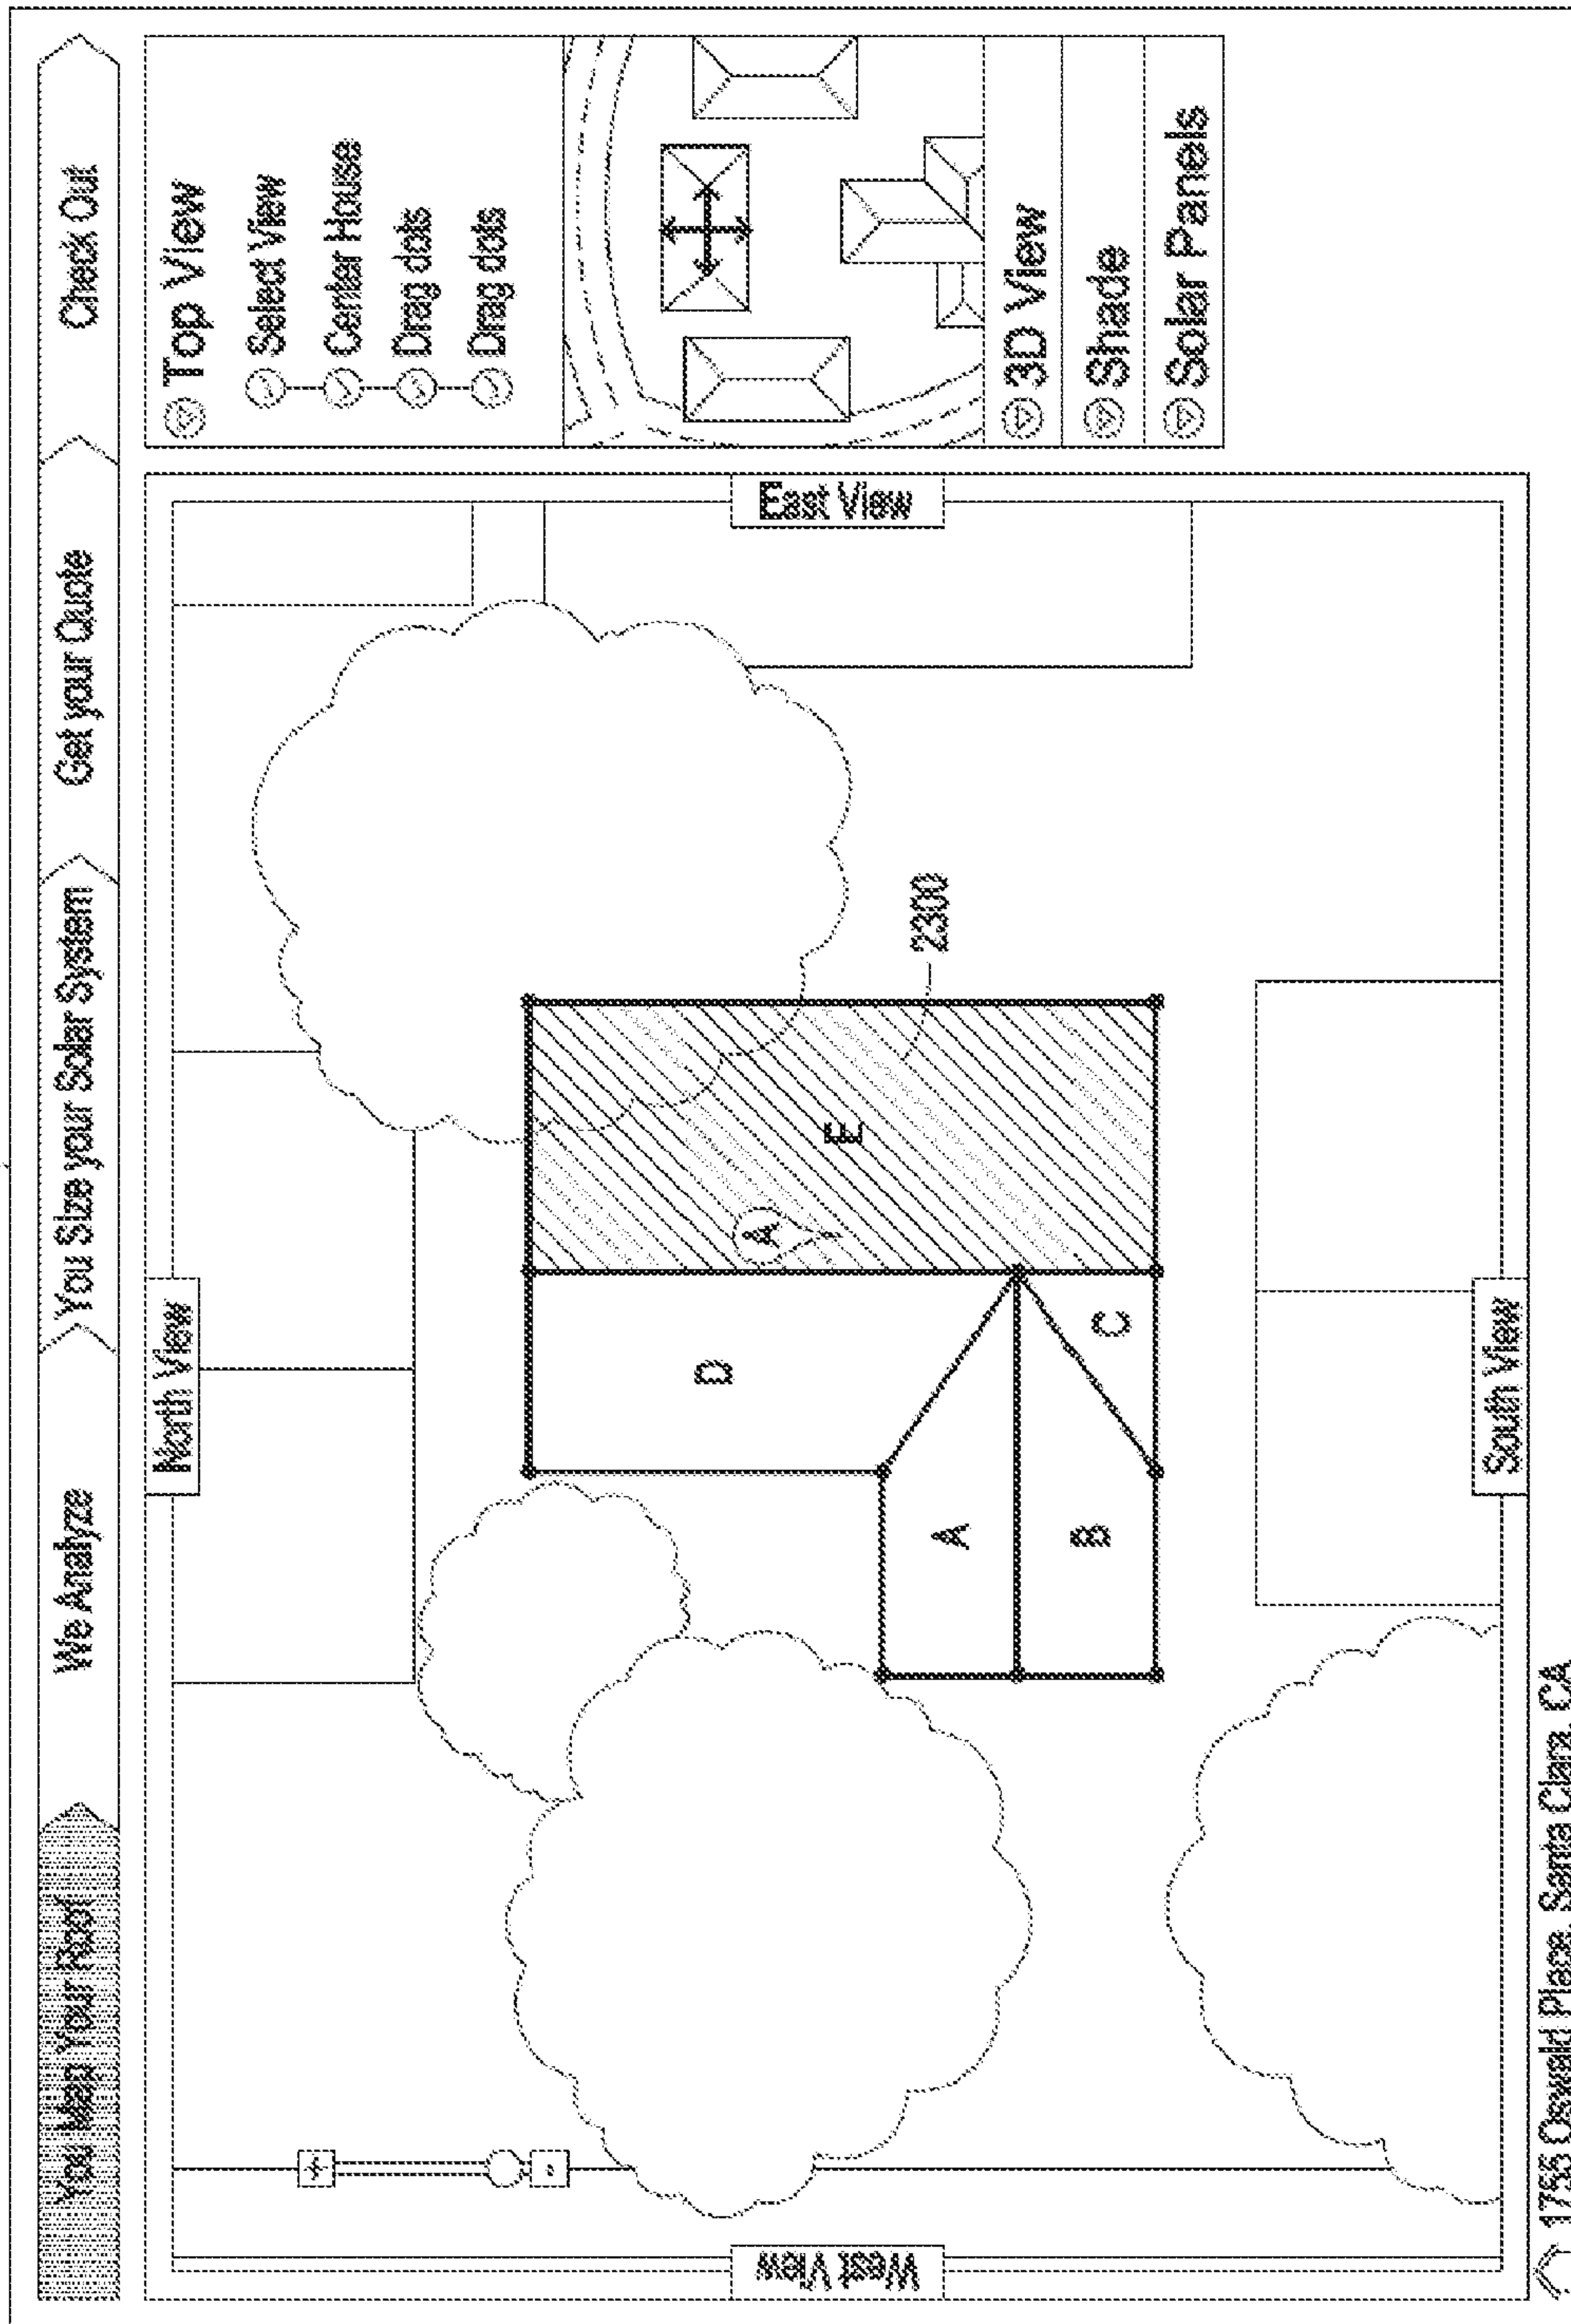 You Map Your Roof
We Analyze
You Size your Solar System
Get your Quote
Check Out
North View
West View
East View
South View
A
D
E
2300
A
B
C
Top View
Select View
Center House
Drag dots
Drag dots
3D View
Shade
Solar Panels
1755 Oswald Place, Santa Clara, CA